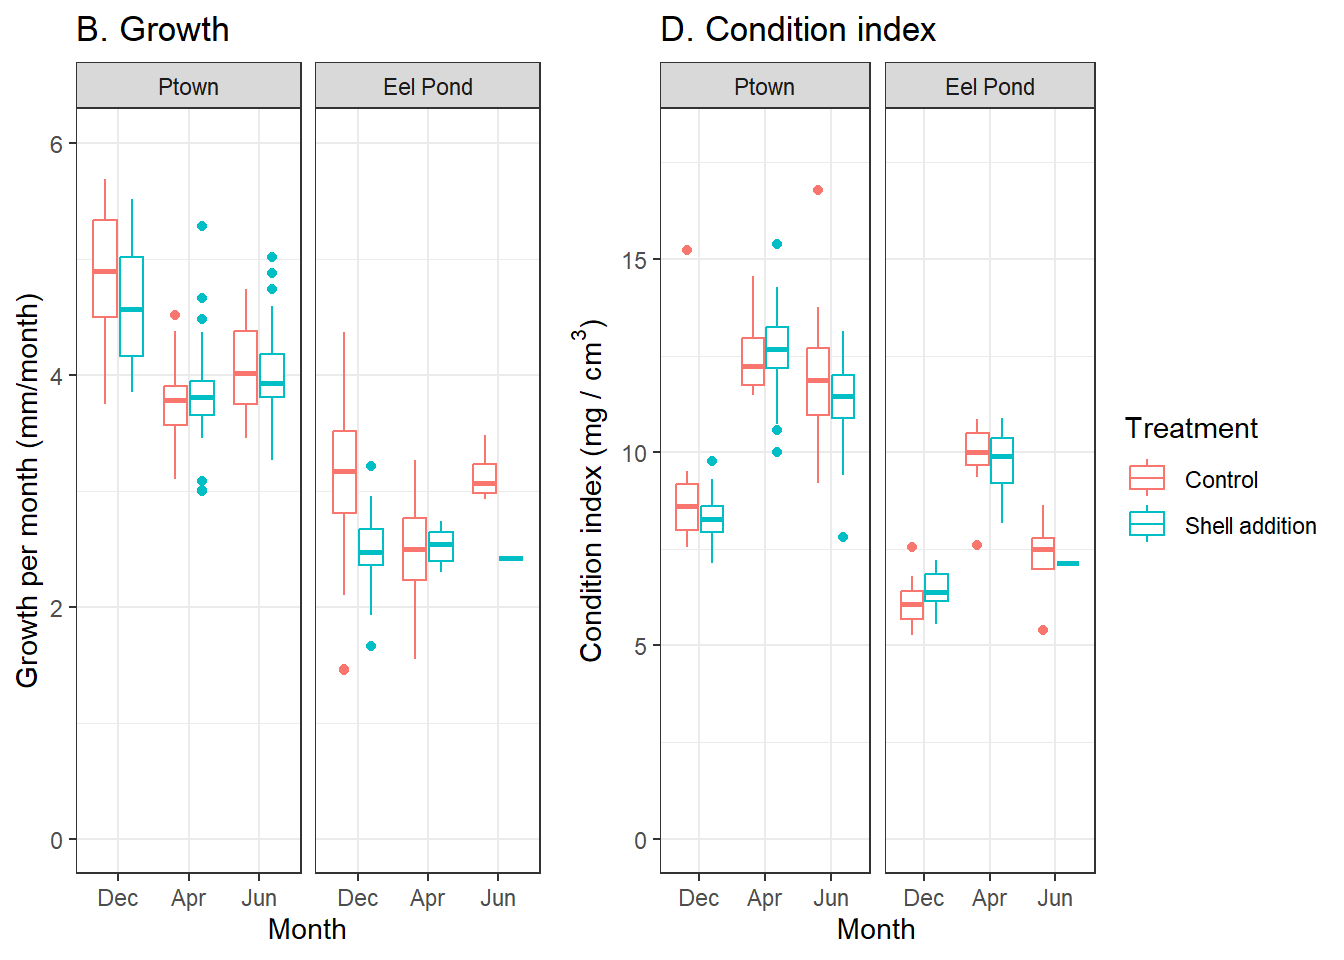 B. Growth
Ptown
Eel Pond
6
4
2
0
Growth per month (mm/month)
Dec Apr Jun
Dec Apr Jun
Month
D. Condition index
Ptown
Eel Pond
15
10
5
0
Condition index (mg / cm³)
Dec Apr Jun
Dec Apr Jun
Month
Treatment
Control
Shell addition